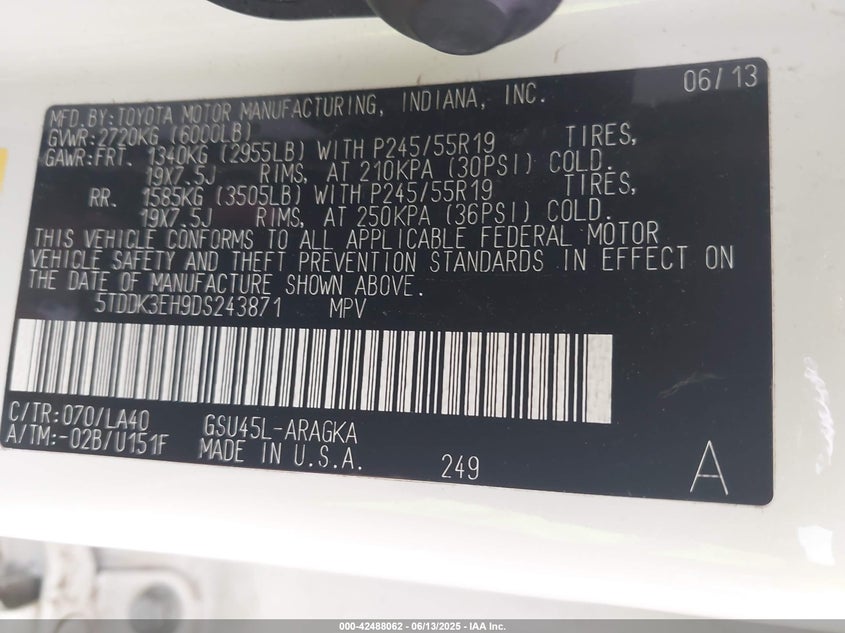 06/13
MFD.BY:TOYOTA MOTOR MANUFACTURING, INDIANA, INC.
GVWR:2720KG (6000LB)
GAWR:FRT. 1340KG (2955LB) WITH P245/55R19 TIRES,
19X7.5J RIMS, AT 210KPA (30PSI) COLD.
RR. 1585KG (3505LB) WITH P245/55R19 TIRES,
19X7.5J RIMS, AT 250KPA (36PSI) COLD.
THIS VEHICLE CONFORMS TO ALL APPLICABLE FEDERAL MOTOR
VEHICLE SAFETY AND THEFT PREVENTION STANDARDS IN EFFECT ON
THE DATE OF MANUFACTURE SHOWN ABOVE.
5TDDK3EH9DS243871 MPV
C/TR:070/LA40 GSU45L-ARAGKA
A/TM:-02B/U151F MADE IN U.S.A. 249 A
000-42488062 - 06/13/2025 - IAA Inc.